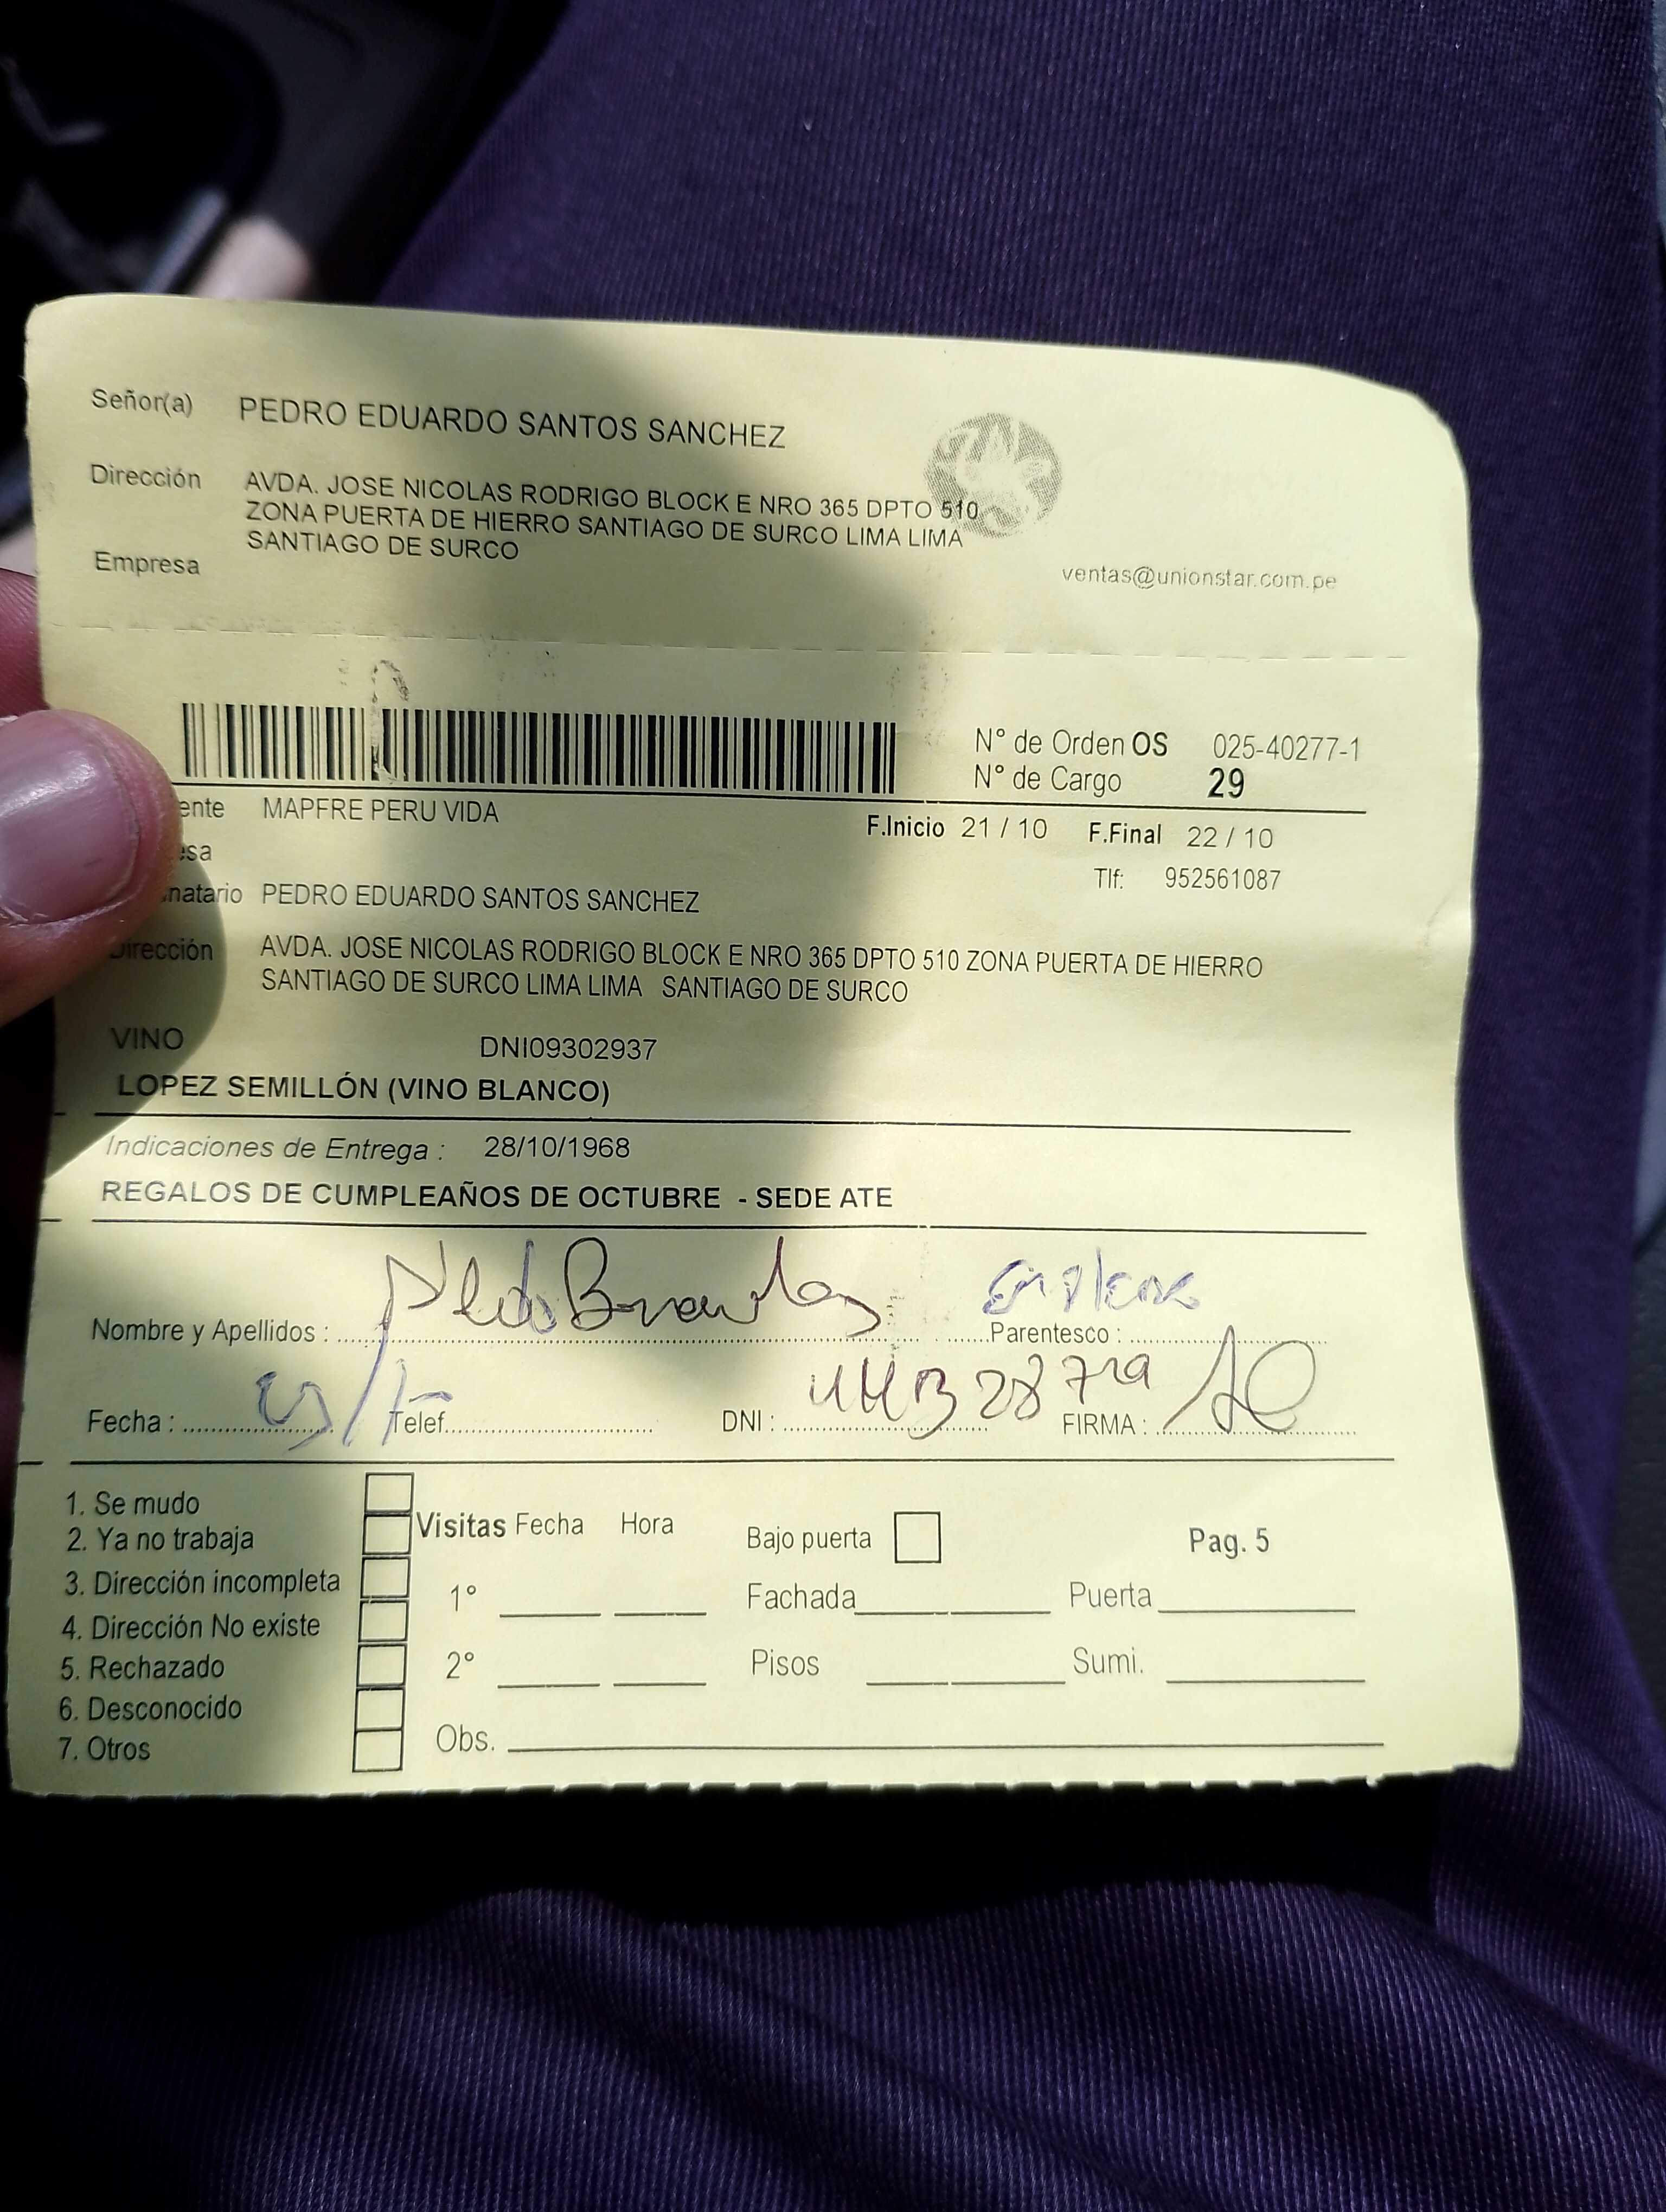 Señor(a) PEDRO EDUARDO SANTOS SANCHEZ
Dirección AVDA. JOSE NICOLAS RODRIGO BLOCK E NRO 365 DPTO 510
ZONA PUERTA DE HIERRO SANTIAGO DE SURCO LIMA LIMA
SANTIAGO DE SURCO
Empresa
ventas@unionstar.com.pe
N° de Orden OS 025-40277-1
N° de Cargo 29
ente MAPFRE PERU VIDA
F.Inicio 21 / 10 F.Final 22 / 10
esa
Tlf: 952561087
natario PEDRO EDUARDO SANTOS SANCHEZ
Dirección AVDA. JOSE NICOLAS RODRIGO BLOCK E NRO 365 DPTO 510 ZONA PUERTA DE HIERRO
SANTIAGO DE SURCO LIMA LIMA SANTIAGO DE SURCO
VINO DNI09302937
LOPEZ SEMILLÓN (VINO BLANCO)
Indicaciones de Entrega : 28/10/1968
REGALOS DE CUMPLEAÑOS DE OCTUBRE - SEDE ATE
Nombre y Apellidos : Parentesco :
Fecha : Telef. DNI : FIRMA :
1. Se mudo
2. Ya no trabaja
3. Dirección incompleta
4. Dirección No existe
5. Rechazado
6. Desconocido
7. Otros
Visitas Fecha Hora Bajo puerta Pag. 5
1° Fachada Puerta
2° Pisos Sumi.
Obs.